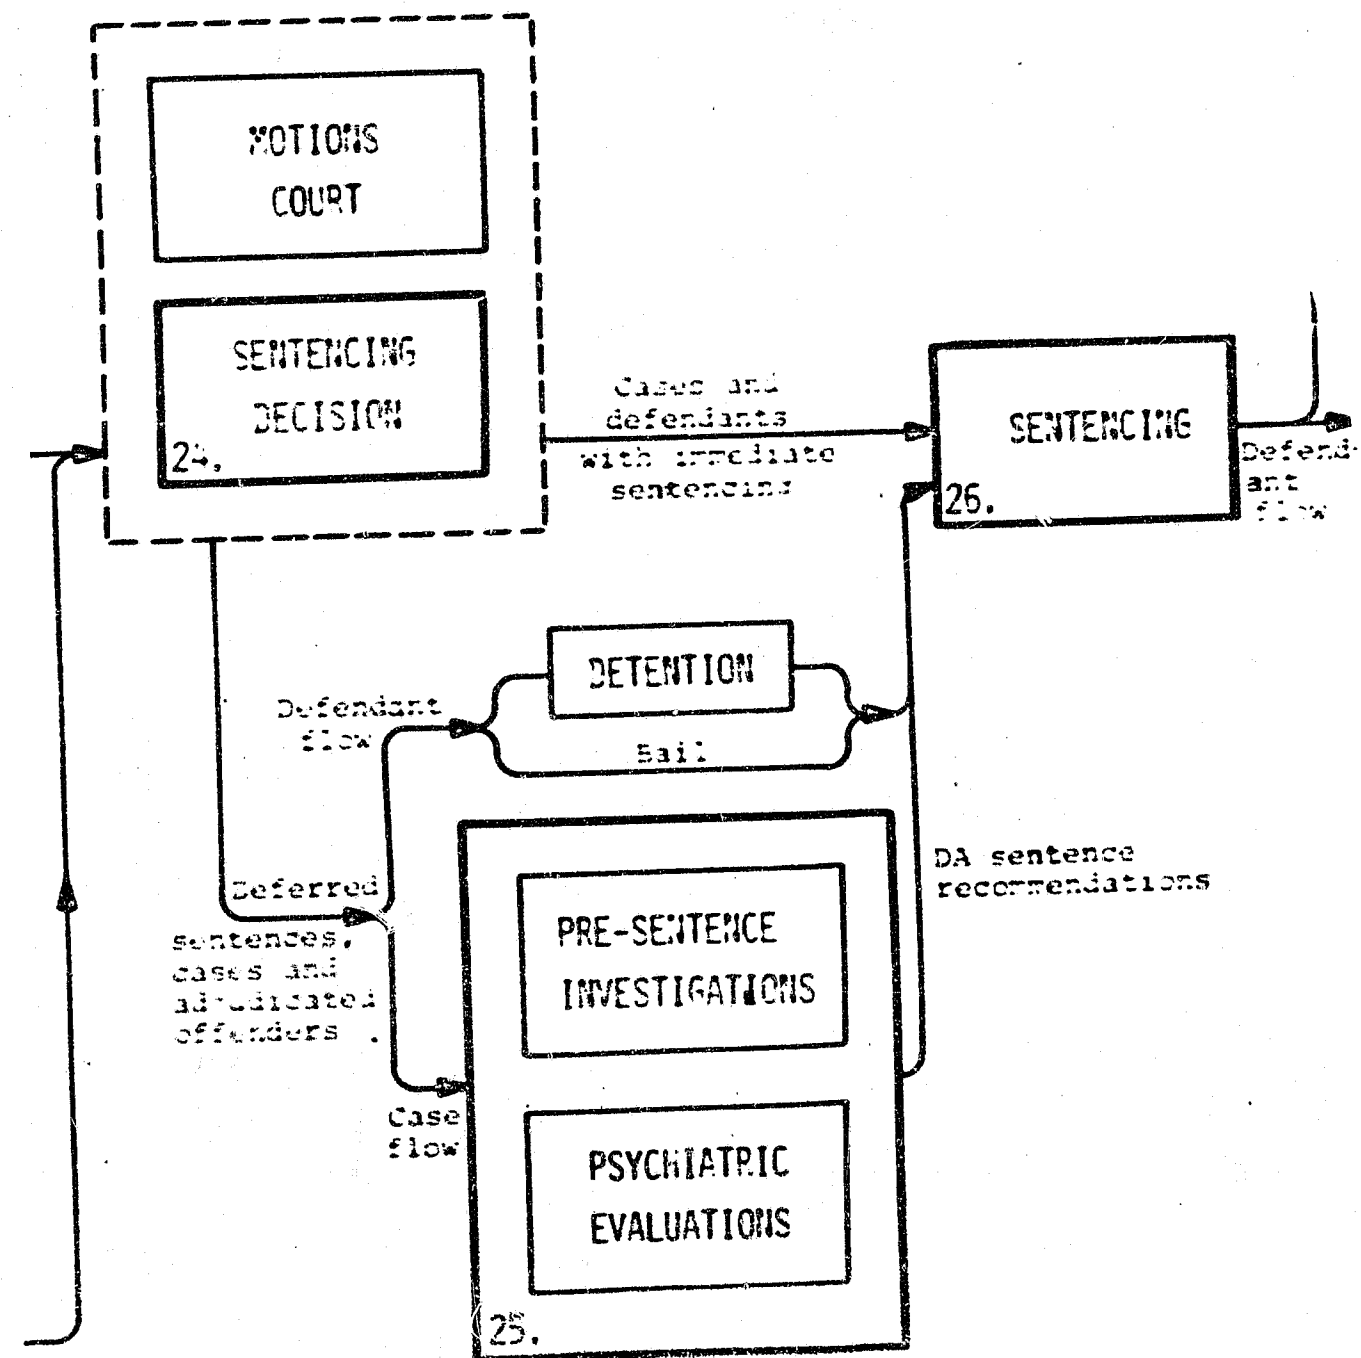 MOTIONS
COURT
SENTENCING
DECISION
24.
Cases and
defendants
with immediate
sentencing
SENTENCING
26.
Defend-
ant
flow
DETENTION
Defendant
flow
Bail
Deferred
sentences,
cases and
adjudicated
offenders
DA sentence
recommendations
PRE-SENTENCE
INVESTIGATIONS
Case
flow
PSYCHIATRIC
EVALUATIONS
25.